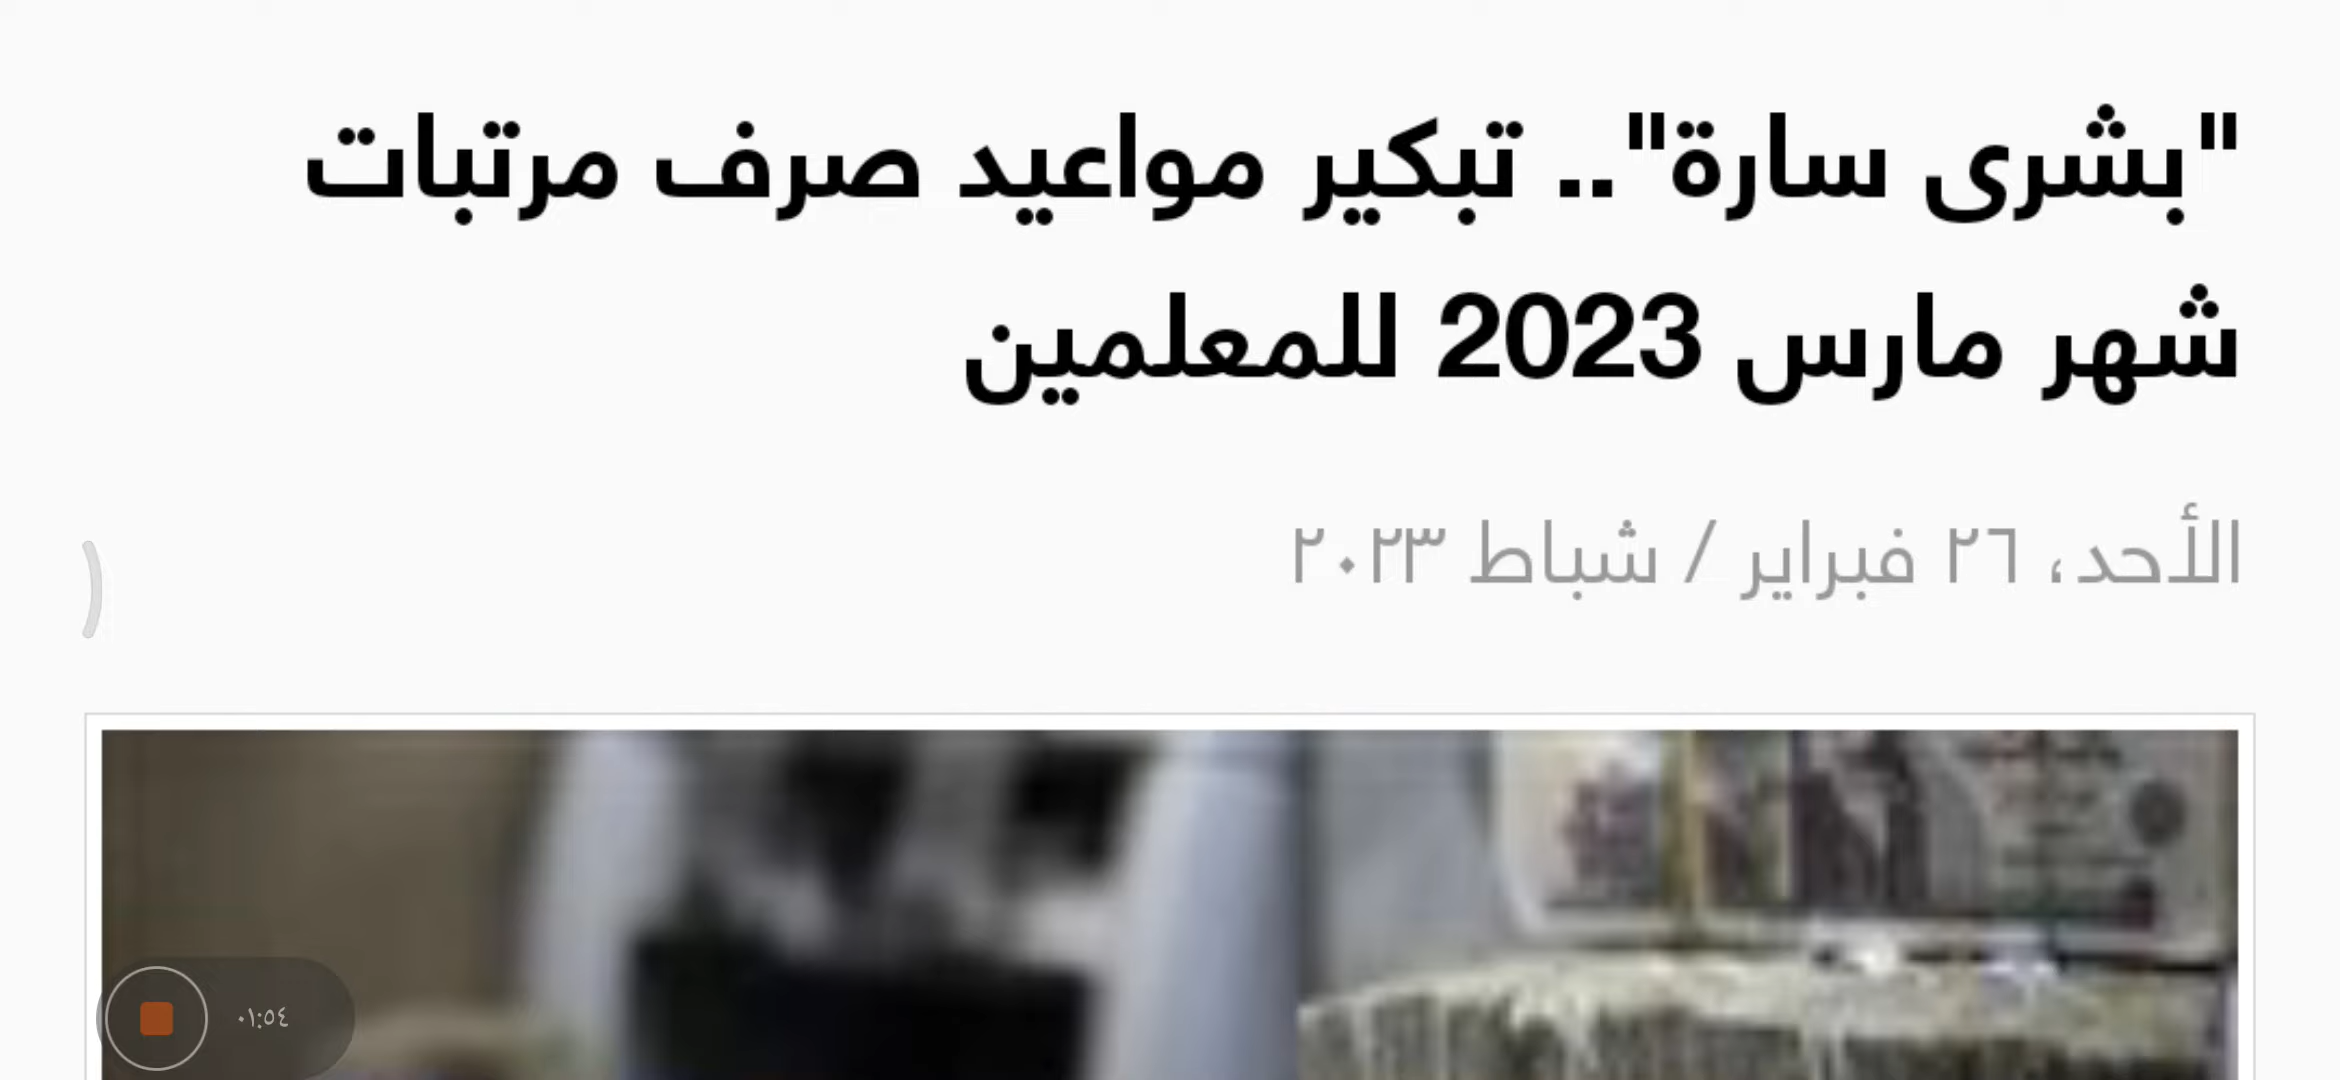 "بشرى سارة".. تبكير مواعيد صرف مرتبات
شهر مارس 2023 للمعلمين
الأحد، ٢٦ فبراير / شباط ٢٠٢٣
٠١:٥٤